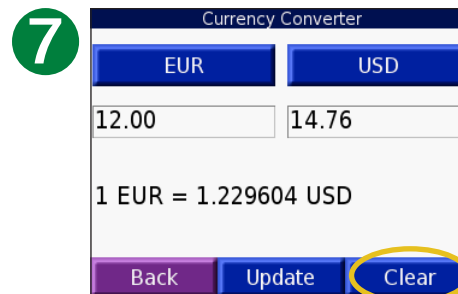 7
Currency Converter
EUR USD
12.00 14.76
1 EUR = 1.229604 USD
Back Update Clear